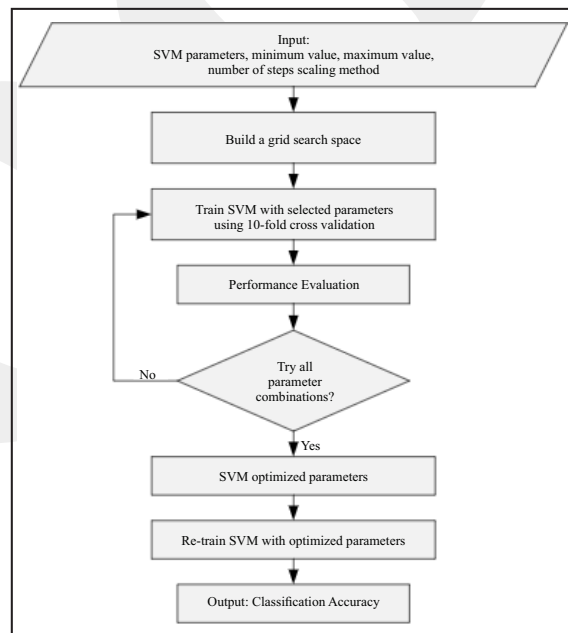 Input:
SVM parameters, minimum value, maximum value,
number of steps scaling method
Build a grid search space
Train SVM with selected parameters
using 10-fold cross validation
Performance Evaluation
Try all
parameter
combinations?
No
Yes
SVM optimized parameters
Re-train SVM with optimized parameters
Output: Classification Accuracy